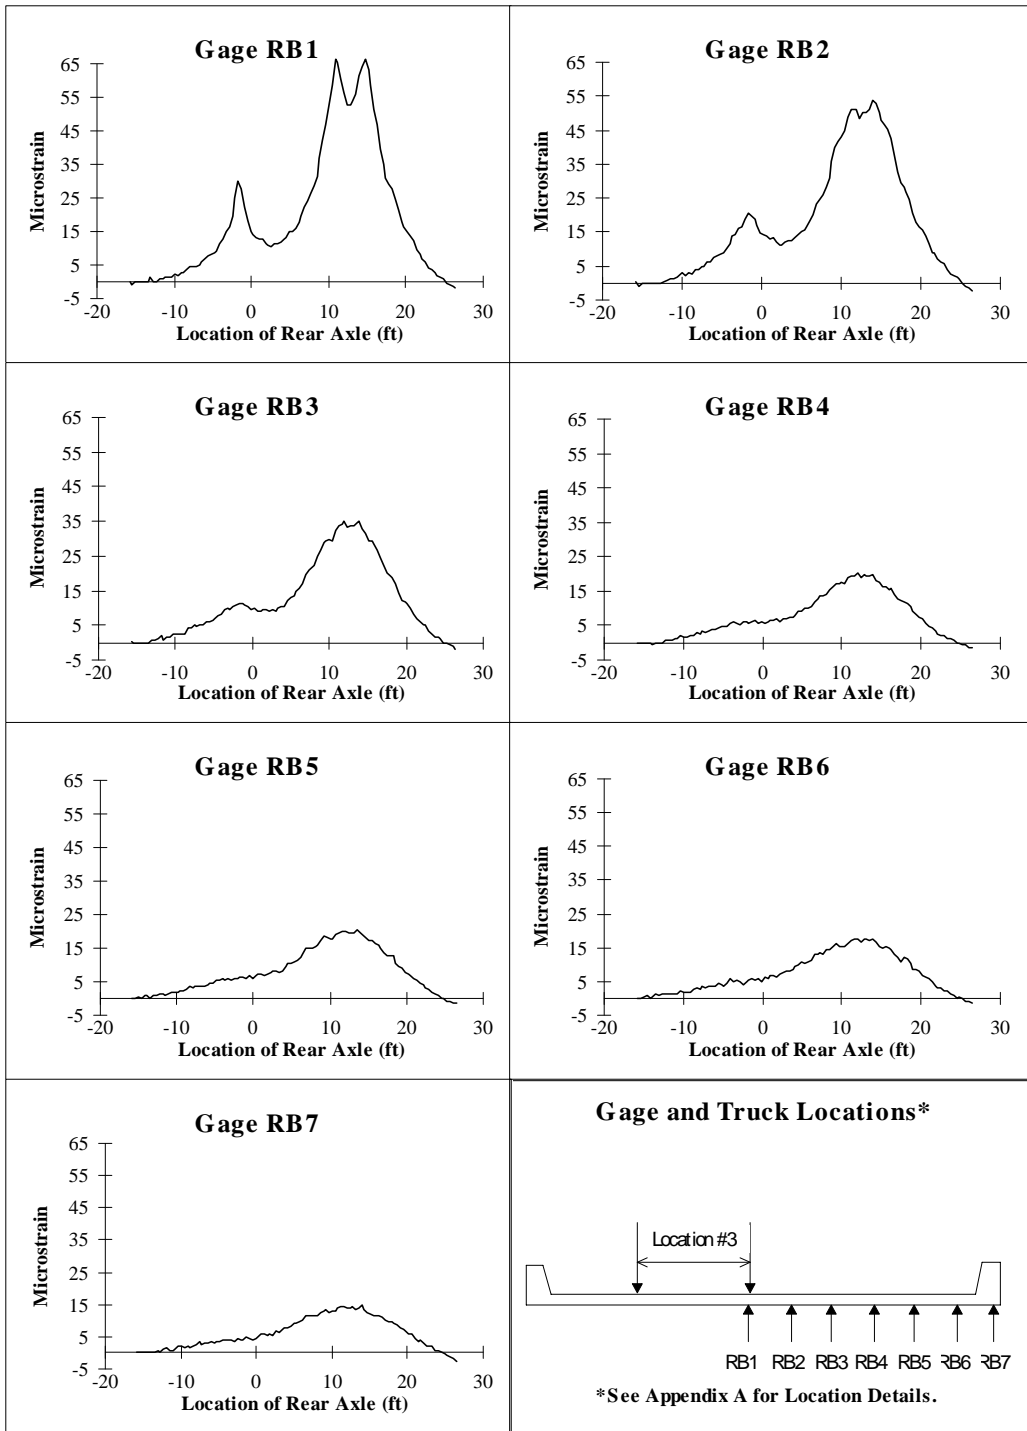 Gage RB1
65
55
45
35
25
15
5
-5
Microstrain
-20 -10 0 10 20 30
Location of Rear Axle (ft)
Gage RB2
65
55
45
35
25
15
5
-5
Microstrain
-20 -10 0 10 20 30
Location of Rear Axle (ft)
Gage RB3
65
55
45
35
25
15
5
-5
Microstrain
-20 -10 0 10 20 30
Location of Rear Axle (ft)
Gage RB4
65
55
45
35
25
15
5
-5
Microstrain
-20 -10 0 10 20 30
Location of Rear Axle (ft)
Gage RB5
65
55
45
35
25
15
5
-5
Microstrain
-20 -10 0 10 20 30
Location of Rear Axle (ft)
Gage RB6
65
55
45
35
25
15
5
-5
Microstrain
-20 -10 0 10 20 30
Location of Rear Axle (ft)
Gage RB7
65
55
45
35
25
15
5
-5
Microstrain
-20 -10 0 10 20 30
Location of Rear Axle (ft)
Gage and Truck Locations*
Location #3
RB1 RB2 RB3 RB4 RB5 RB6 RB7
*See Appendix A for Location Details.